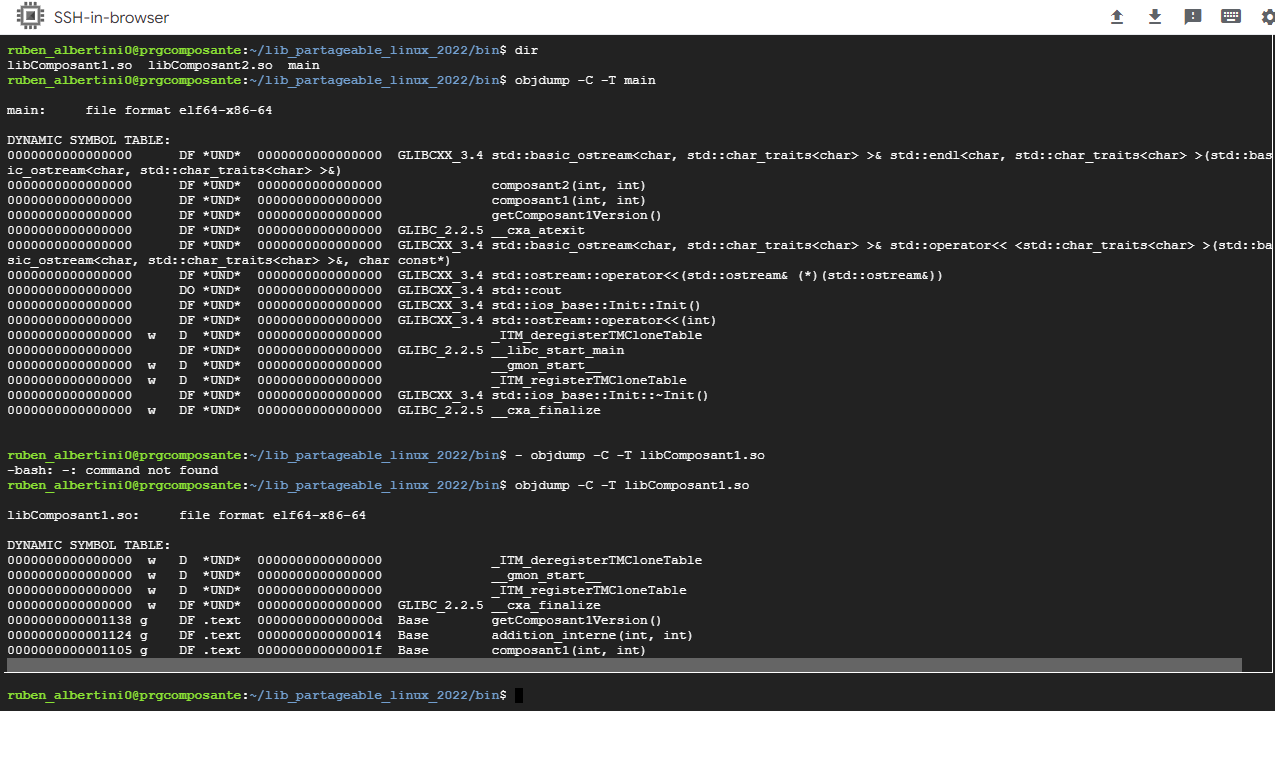 SSH-in-browser
ruben_albertini0@prgcomposante:~/lib_partageable_linux_2022/bin$ dir
libComposant1.so  libComposant2.so  main
ruben_albertini0@prgcomposante:~/lib_partageable_linux_2022/bin$ objdump -C -T main

main:     file format elf64-x86-64

DYNAMIC SYMBOL TABLE:
0000000000000000      DF *UND*  0000000000000000  GLIBCXX_3.4 std::basic_ostream<char, std::char_traits<char> >& std::endl<char, std::char_traits<char> >(std::bas
ic_ostream<char, std::char_traits<char> >&)
0000000000000000      DF *UND*  0000000000000000              composant2(int, int)
0000000000000000      DF *UND*  0000000000000000              composant1(int, int)
0000000000000000      DF *UND*  0000000000000000              getComposant1Version()
0000000000000000      DF *UND*  0000000000000000  GLIBC_2.2.5 __cxa_atexit
0000000000000000      DF *UND*  0000000000000000  GLIBCXX_3.4 std::basic_ostream<char, std::char_traits<char> >& std::operator<< <std::char_traits<char> >(std::ba
sic_ostream<char, std::char_traits<char> >&, char const*)
0000000000000000      DF *UND*  0000000000000000  GLIBCXX_3.4 std::ostream::operator<<(std::ostream& (*)(std::ostream&))
0000000000000000      DO *UND*  0000000000000000  GLIBCXX_3.4 std::cout
0000000000000000      DF *UND*  0000000000000000  GLIBCXX_3.4 std::ios_base::Init::Init()
0000000000000000      DF *UND*  0000000000000000  GLIBCXX_3.4 std::ostream::operator<<(int)
0000000000000000  w   D  *UND*  0000000000000000              _ITM_deregisterTMCloneTable
0000000000000000      DF *UND*  0000000000000000  GLIBC_2.2.5 __libc_start_main
0000000000000000  w   D  *UND*  0000000000000000              __gmon_start__
0000000000000000  w   D  *UND*  0000000000000000              _ITM_registerTMCloneTable
0000000000000000      DF *UND*  0000000000000000  GLIBCXX_3.4 std::ios_base::Init::~Init()
0000000000000000  w   DF *UND*  0000000000000000  GLIBC_2.2.5 __cxa_finalize

ruben_albertini0@prgcomposante:~/lib_partageable_linux_2022/bin$ - objdump -C -T libComposant1.so
-bash: -: command not found
ruben_albertini0@prgcomposante:~/lib_partageable_linux_2022/bin$ objdump -C -T libComposant1.so

libComposant1.so:     file format elf64-x86-64

DYNAMIC SYMBOL TABLE:
0000000000000000  w   D  *UND*  0000000000000000              _ITM_deregisterTMCloneTable
0000000000000000  w   D  *UND*  0000000000000000              __gmon_start__
0000000000000000  w   D  *UND*  0000000000000000              _ITM_registerTMCloneTable
0000000000000000  w   DF *UND*  0000000000000000  GLIBC_2.2.5 __cxa_finalize
0000000000001138 g    DF .text  000000000000000d  Base        getComposant1Version()
0000000000001124 g    DF .text  0000000000000014  Base        addition_interne(int, int)
0000000000001105 g    DF .text  000000000000001f  Base        composant1(int, int)

ruben_albertini0@prgcomposante:~/lib_partageable_linux_2022/bin$